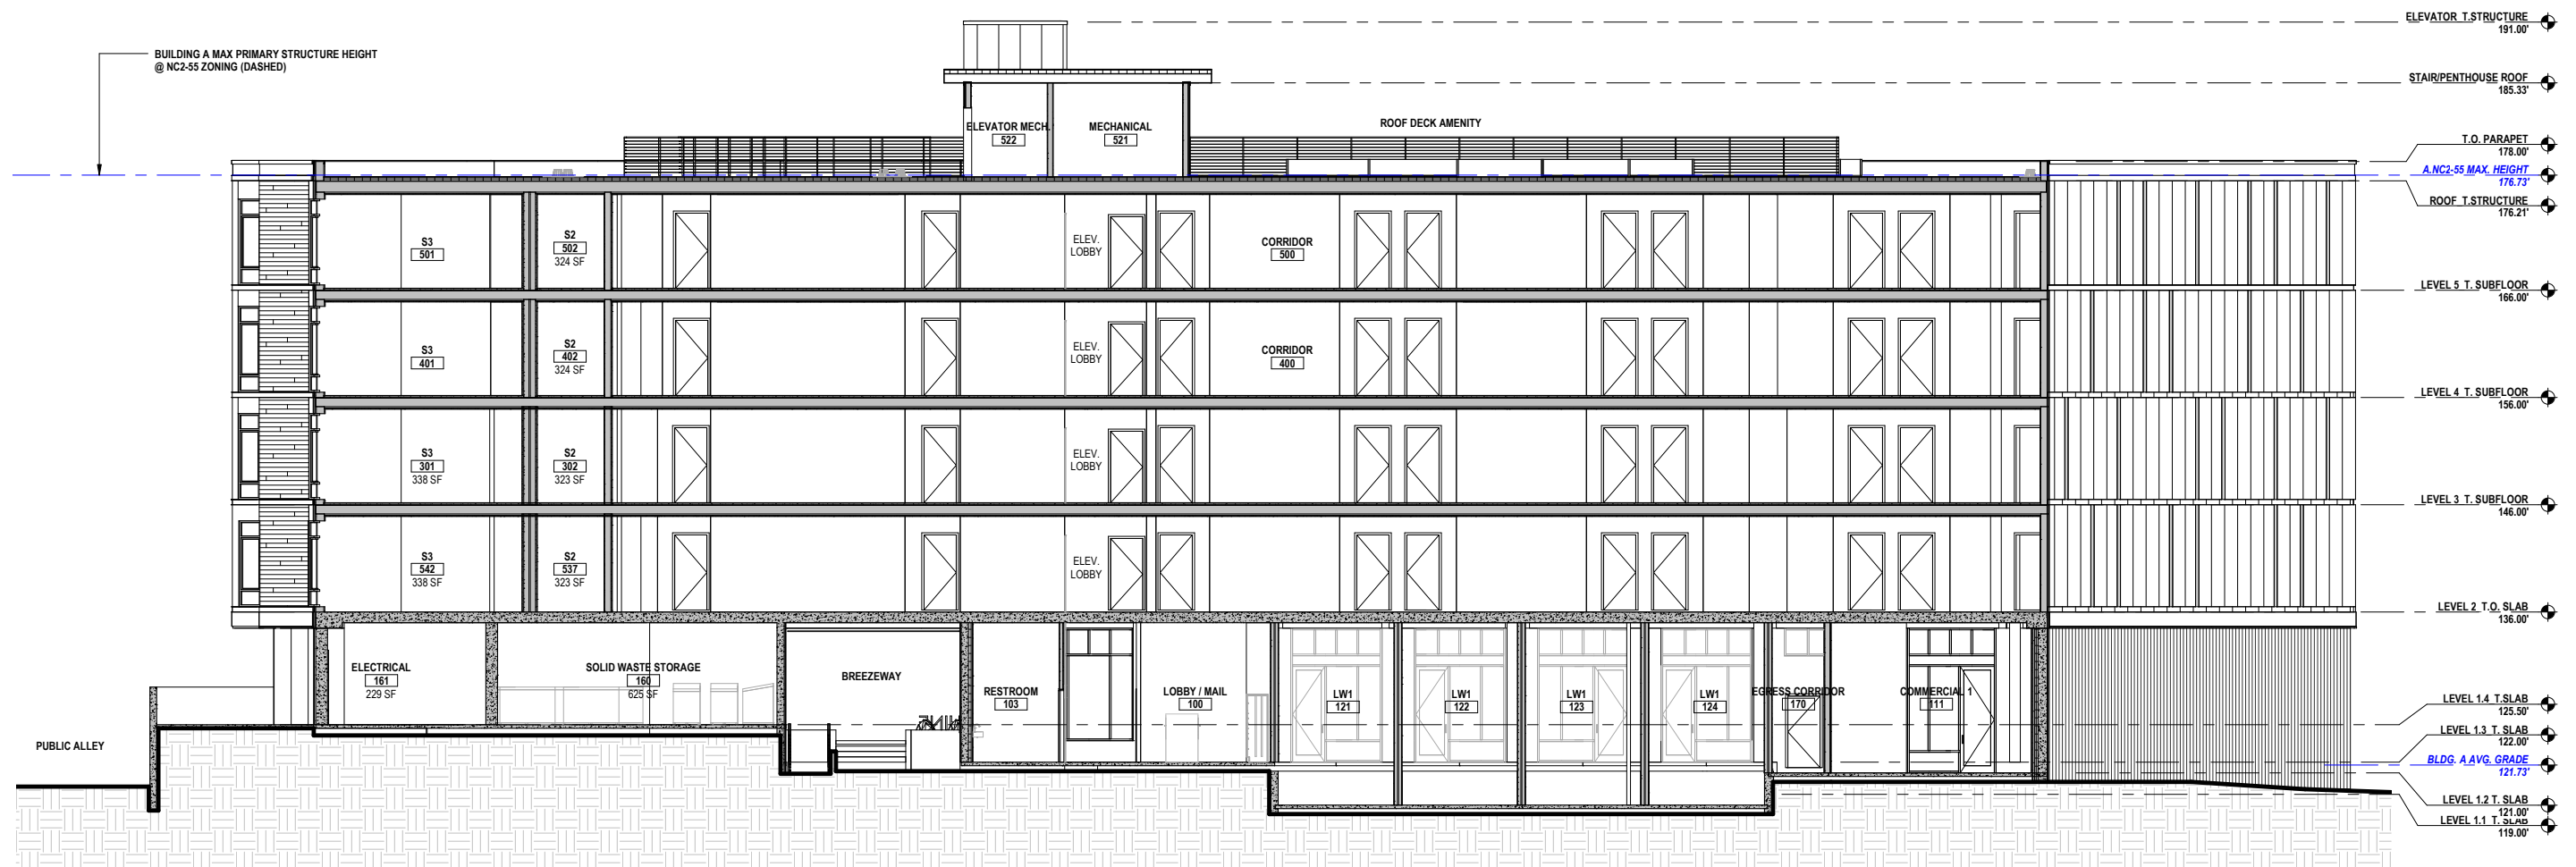 ELEVATOR T.STRUCTURE
191.00'
BUILDING A MAX PRIMARY STRUCTURE HEIGHT
@ NC2-55 ZONING (DASHED)
STAIR/PENTHOUSE ROOF
185.33'
ELEVATOR MECH.
522
MECHANICAL
521
ROOF DECK AMENITY
T.O. PARAPET
178.00'
A.NC2-55 MAX. HEIGHT
176.73'
ROOF T.STRUCTURE
176.21'
S3
501
S2
502
324 SF
ELEV.
LOBBY
CORRIDOR
500
LEVEL 5 T. SUBFLOOR
166.00'
S3
401
S2
402
324 SF
ELEV.
LOBBY
CORRIDOR
400
LEVEL 4 T. SUBFLOOR
156.00'
S3
301
338 SF
S2
302
323 SF
ELEV.
LOBBY
LEVEL 3 T. SUBFLOOR
146.00'
S3
542
338 SF
S2
537
323 SF
ELEV.
LOBBY
LEVEL 2 T.O. SLAB
136.00'
ELECTRICAL
161
229 SF
SOLID WASTE STORAGE
160
625 SF
BREEZEWAY
RESTROOM
103
LOBBY / MAIL
100
LW1
121
LW1
122
LW1
123
LW1
124
EGRESS CORRIDOR
170
COMMERCIAL 1
111
LEVEL 1.4 T.SLAB
125.50'
LEVEL 1.3 T. SLAB
122.00'
PUBLIC ALLEY
BLDG. A AVG. GRADE
121.73'
LEVEL 1.2 T. SLAB
121.00'
LEVEL 1.1 T. SLAB
119.00'